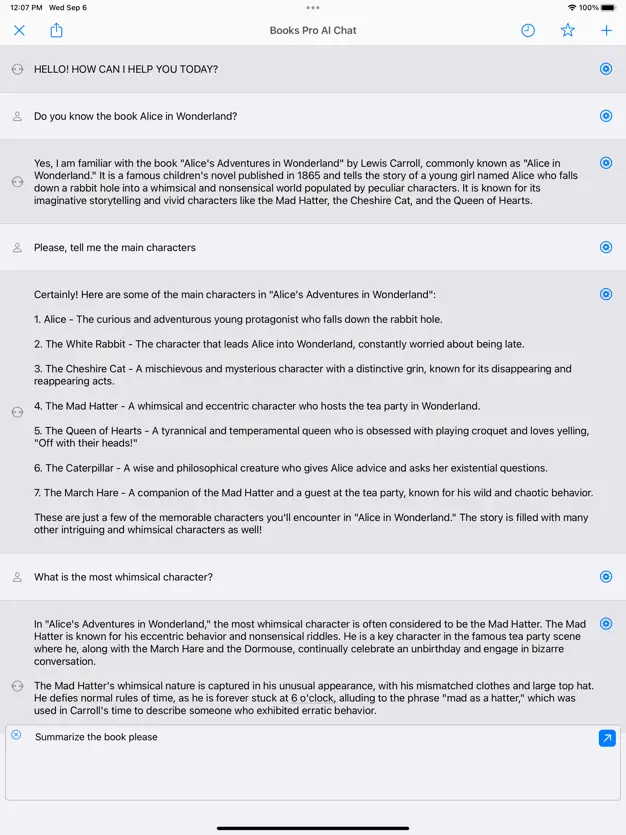 12:07 PM Wed Sep 6
100%
Books Pro AI Chat
HELLO! HOW CAN I HELP YOU TODAY?
Do you know the book Alice in Wonderland?
Yes, I am familiar with the book "Alice's Adventures in Wonderland" by Lewis Carroll, commonly known as "Alice in
Wonderland." It is a famous children's novel published in 1865 and tells the story of a young girl named Alice who falls
down a rabbit hole into a whimsical and nonsensical world populated by peculiar characters. It is known for its
imaginative storytelling and vivid characters like the Mad Hatter, the Cheshire Cat, and the Queen of Hearts.
Please, tell me the main characters
Certainly! Here are some of the main characters in "Alice's Adventures in Wonderland":
1. Alice - The curious and adventurous young protagonist who falls down the rabbit hole.
2. The White Rabbit - The character that leads Alice into Wonderland, constantly worried about being late.
3. The Cheshire Cat - A mischievous and mysterious character with a distinctive grin, known for its disappearing and
reappearing acts.
4. The Mad Hatter - A whimsical and eccentric character who hosts the tea party in Wonderland.
5. The Queen of Hearts - A tyrannical and temperamental queen who is obsessed with playing croquet and loves yelling,
"Off with their heads!"
6. The Caterpillar - A wise and philosophical creature who gives Alice advice and asks her existential questions.
7. The March Hare - A companion of the Mad Hatter and a guest at the tea party, known for his wild and chaotic behavior.
These are just a few of the memorable characters you'll encounter in "Alice in Wonderland." The story is filled with many
other intriguing and whimsical characters as well!
What is the most whimsical character?
In "Alice's Adventures in Wonderland," the most whimsical character is often considered to be the Mad Hatter. The Mad
Hatter is known for his eccentric behavior and nonsensical riddles. He is a key character in the famous tea party scene
where he, along with the March Hare and the Dormouse, continually celebrate an unbirthday and engage in bizarre
conversation.
The Mad Hatter's whimsical nature is captured in his unusual appearance, with his mismatched clothes and large top hat.
He defies normal rules of time, as he is forever stuck at 6 o'clock, alluding to the phrase "mad as a hatter," which was
used in Carroll's time to describe someone who exhibited erratic behavior.
Summarize the book please